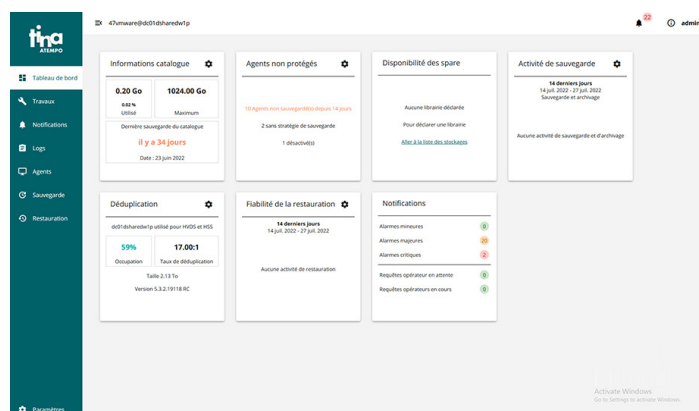 tina
ATEMPO
47vmware@dc01dsharedw1p
22
admin
Tableau de bord
Travaux
Notifications
Logs
Agents
Sauvegarde
Restauration
Paramètres
Informations catalogue
0.20 Go
0.02 %
Utilisé
1024.00 Go
Maximum
Dernière sauvegarde du catalogue
il y a 34 jours
Date : 23 juin 2022
Agents non protégés
10 Agents non sauvegardé(s) depuis 14 jours
2 sans stratégie de sauvegarde
1 désactivé(s)
Disponibilité des spare
Aucune librairie déclarée
Pour déclarer une librairie
Aller à la liste des stockages
Activité de sauvegarde
14 derniers jours
14 juil. 2022 - 27 juil. 2022
Sauvegarde et archivage
Aucune activité de sauvegarde et d'archivage
Déduplication
dc01dsharedw1p utilisé pour HVDS et HSS
59%
Occupation
17.00:1
Taux de déduplication
Taille 2.13 To
Version 5.3.2.19118 RC
Fiabilité de la restauration
14 derniers jours
14 juil. 2022 - 27 juil. 2022
Aucune activité de restauration
Notifications
Alarmes mineures
0
Alarmes majeures
20
Alarmes critiques
2
Requêtes opérateur en attente
0
Requêtes opérateurs en cours
0
Activate Windows
Go to Settings to activate Windows.